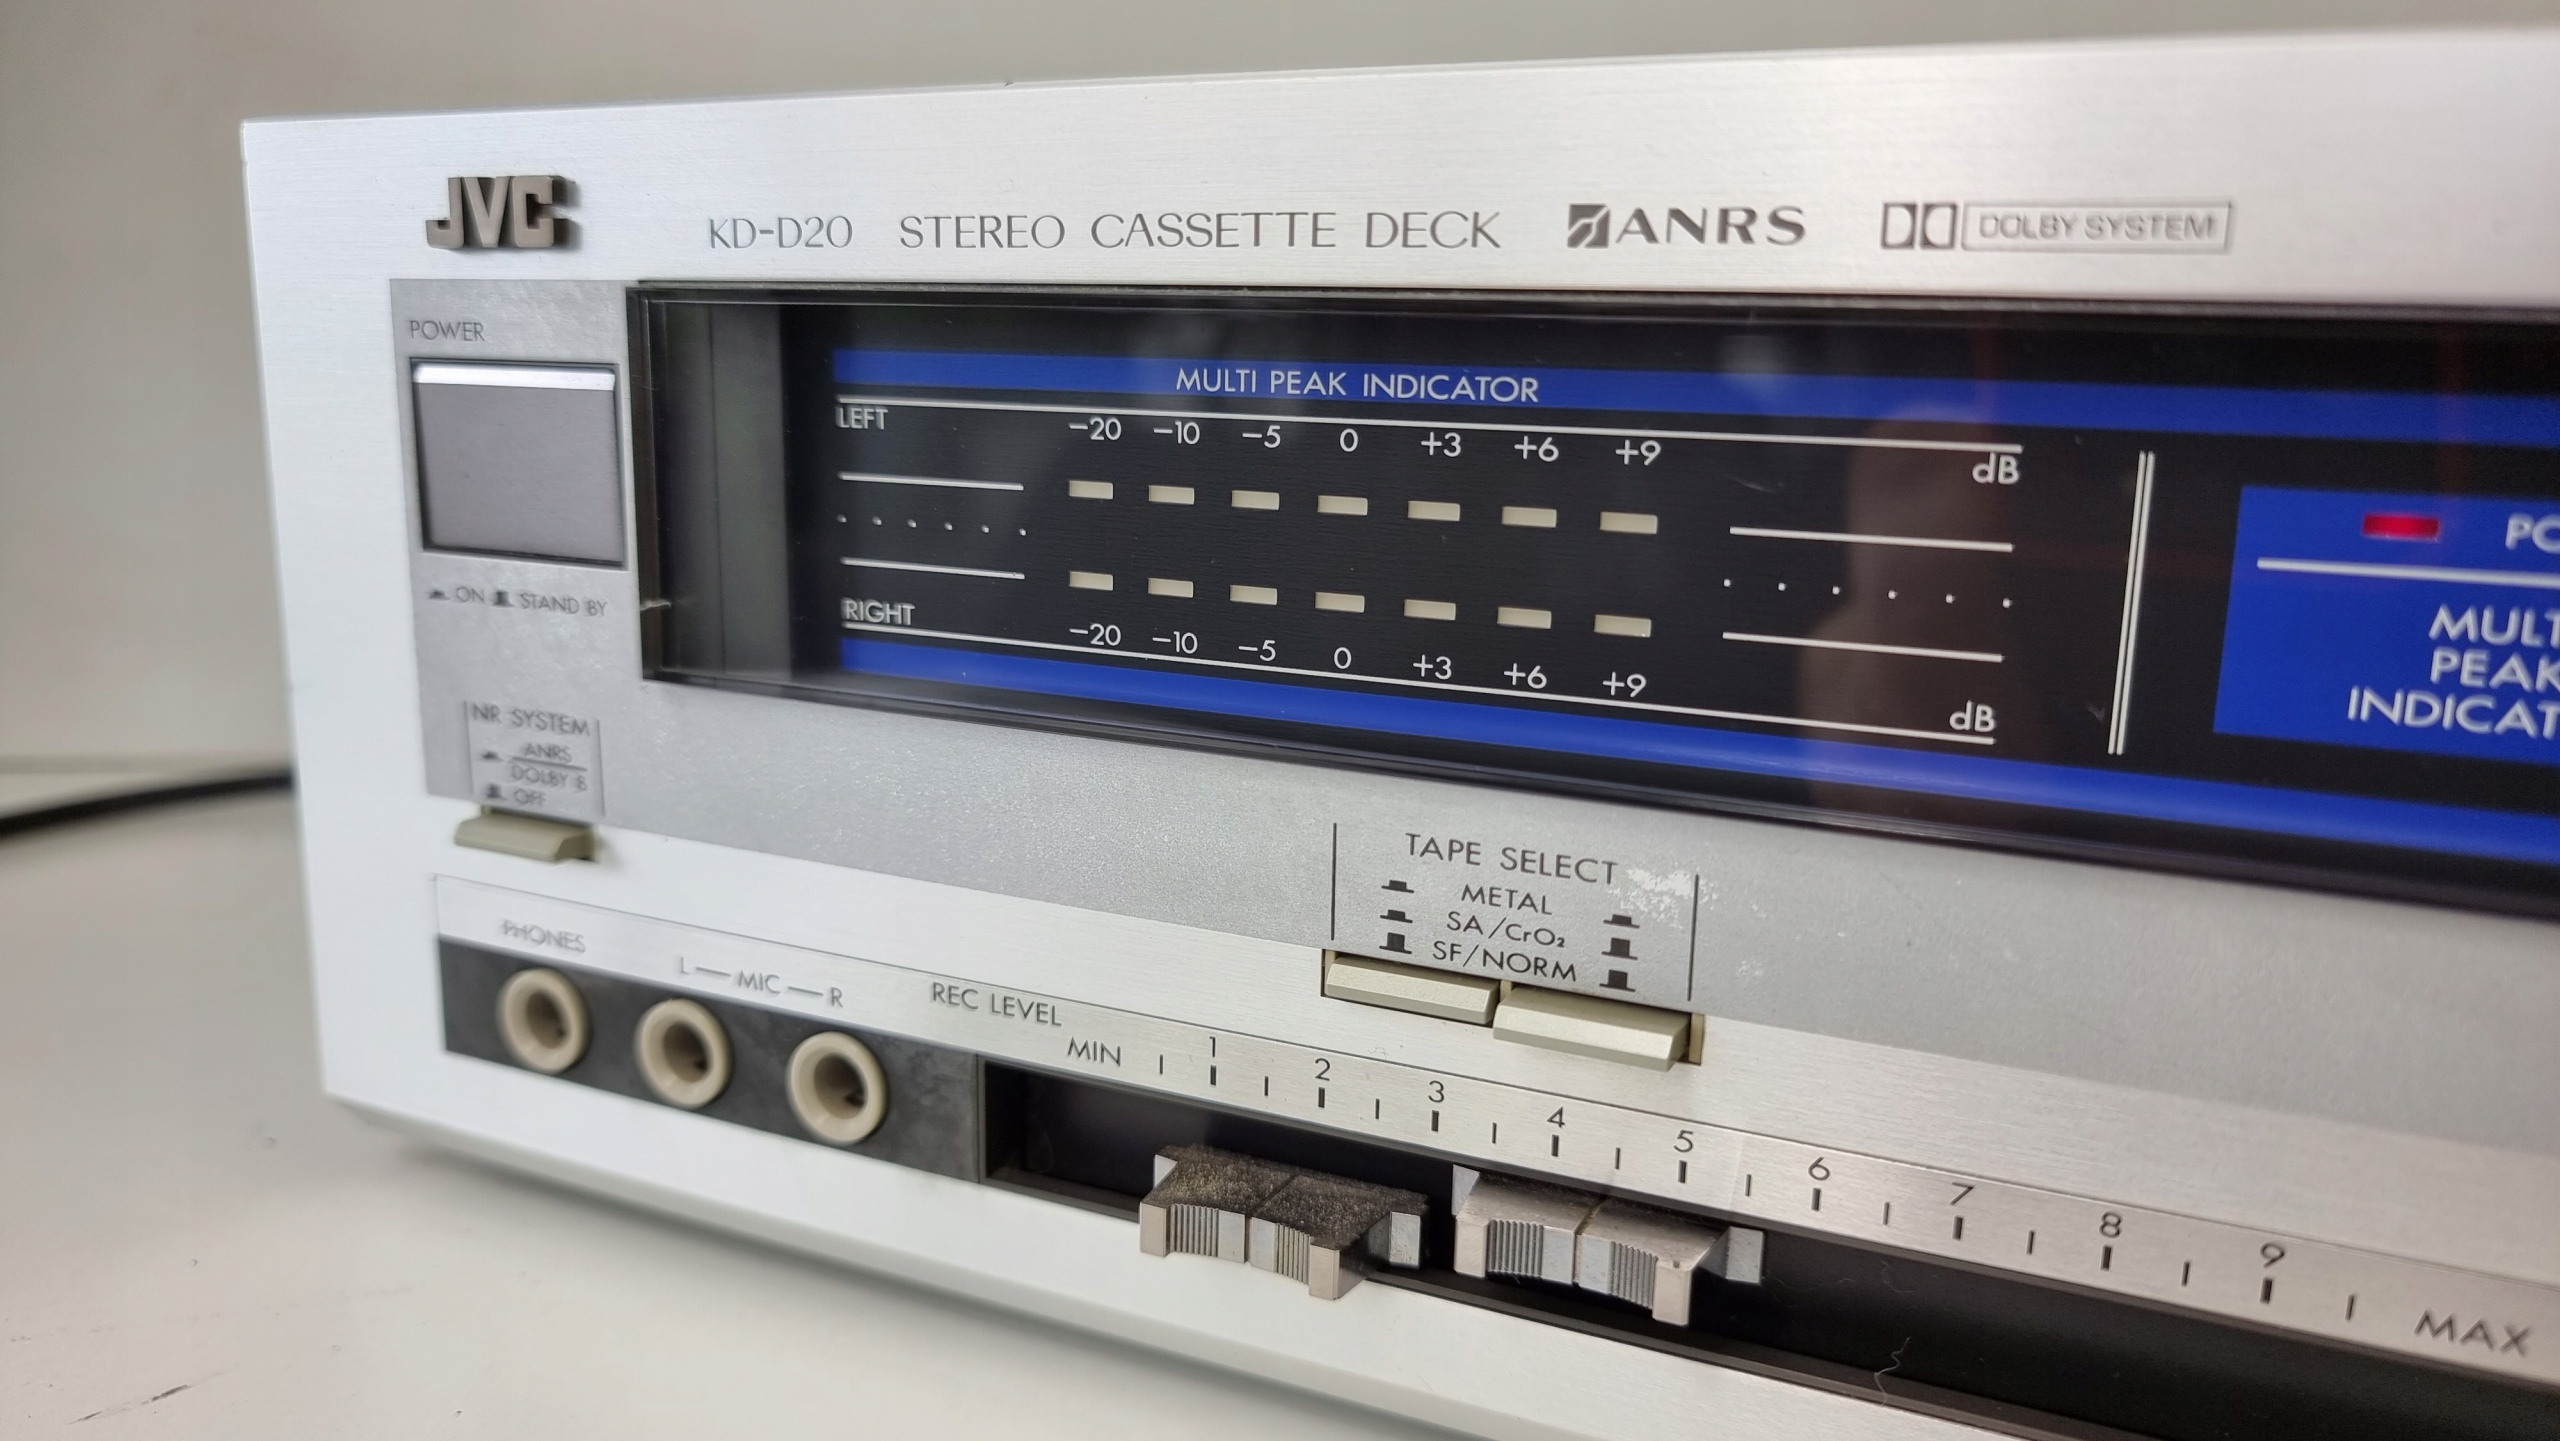 JVC
KD-D20 STEREO CASSETTE DECK ANRS DOLBY SYSTEM
POWER
ON STAND BY
MULTI PEAK INDICATOR
LEFT
-20 -10 -5 0 +3 +6 +9 dB
RIGHT
-20 -10 -5 0 +3 +6 +9 dB
PO
MULT
PEAK
INDICAT
NR SYSTEM
ANRS
DOLBY B
OFF
TAPE SELECT
METAL
SA/CrO₂
SF/NORM
PHONES
L MIC R
REC LEVEL
MIN 1 2 3 4 5 6 7 8 9 MAX